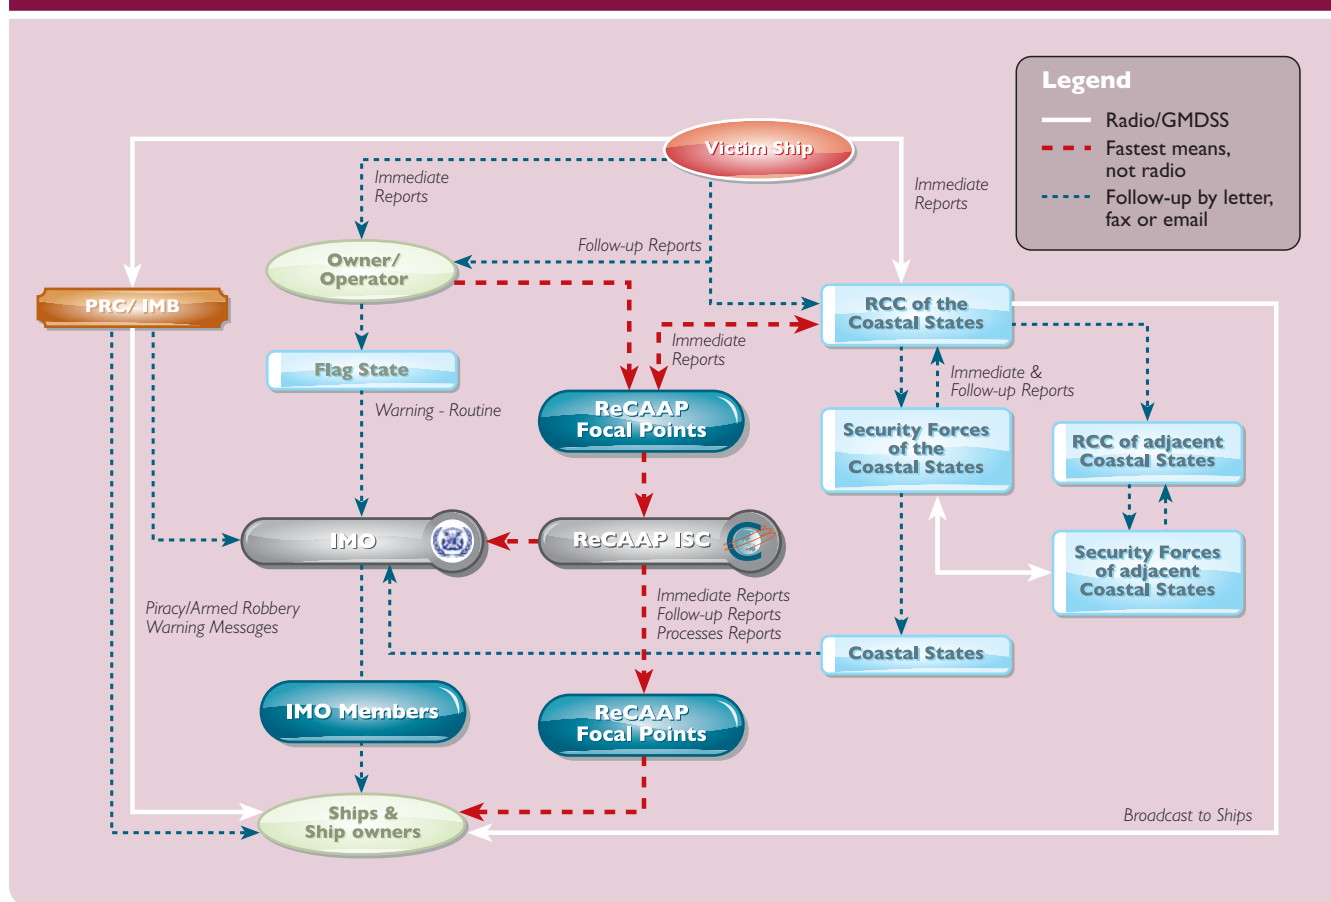 Legend
Radio/GMDSS
Fastest means,
not radio
Follow-up by letter,
fax or email
Victim Ship
Immediate
Reports
Immediate
Reports
Follow-up Reports
Owner/
Operator
PRC/ IMB
RCC of the
Coastal States
Immediate
Reports
Flag State
Immediate &
Follow-up Reports
Warning - Routine
ReCAAP
Focal Points
Security Forces
of the
Coastal States
RCC of adjacent
Coastal States
IMO
ReCAAP ISC
Security Forces
of adjacent
Coastal States
Piracy/Armed Robbery
Warning Messages
Immediate Reports
Follow-up Reports
Processes Reports
Coastal States
IMO Members
ReCAAP
Focal Points
Ships &
Ship owners
Broadcast to Ships